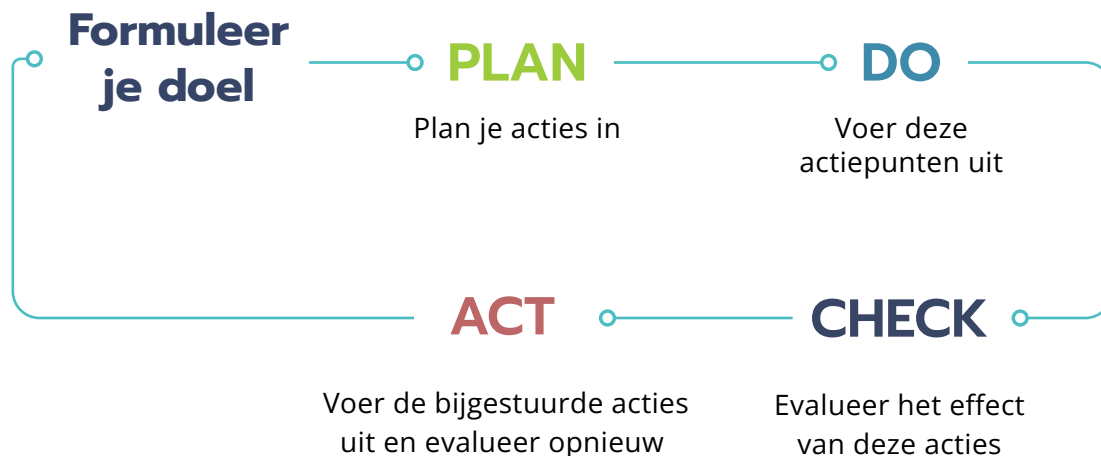 Formuleer
je doel
PLAN
Plan je acties in
DO
Voer deze
actiepunten uit
CHECK
Evalueer het effect
van deze acties
ACT
Voer de bijgestuurde acties
uit en evalueer opnieuw